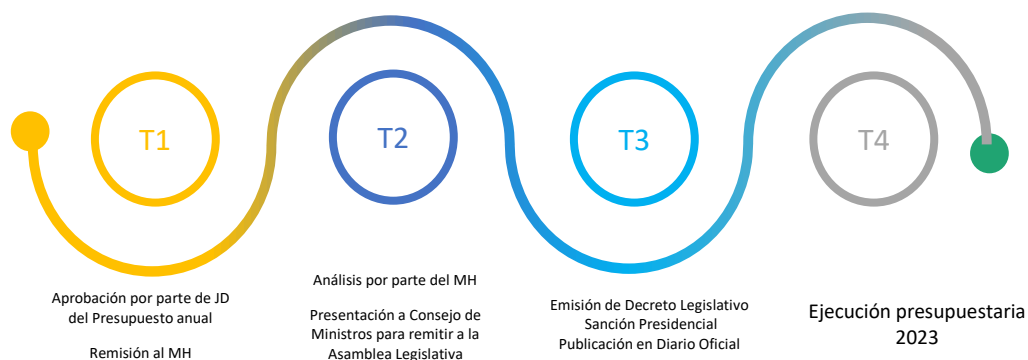 T1
T2
T3
T4
Aprobación por parte de JD
del Presupuesto anual
Remisión al MH
Análisis por parte del MH
Presentación a Consejo de
Ministros para remitir a la
Asamblea Legislativa
Emisión de Decreto Legislativo
Sanción Presidencial
Publicación en Diario Oficial
Ejecución presupuestaria
2023